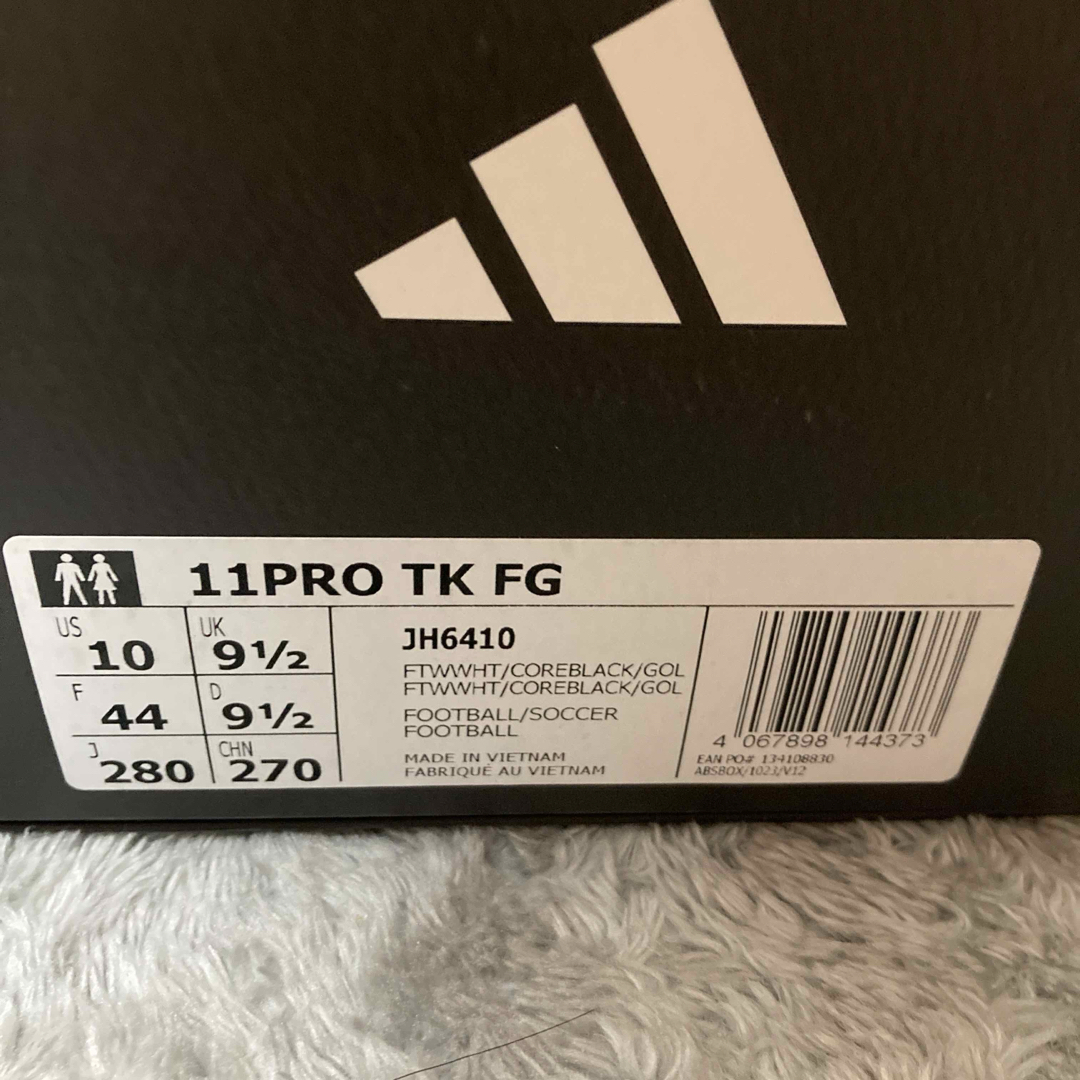 11PRO TK FG
US 10 UK 9½
F 44 D 9½
J 280 CHN 270
JH6410
FTWWHT/COREBLACK/GOL
FTWWHT/COREBLACK/GOL
FOOTBALL/SOCCER
FOOTBALL
MADE IN VIETNAM
FABRIQUÉ AU VIETNAM
4 067898 144373
EAN PO# 134108830
ABSBOX/1023/V12